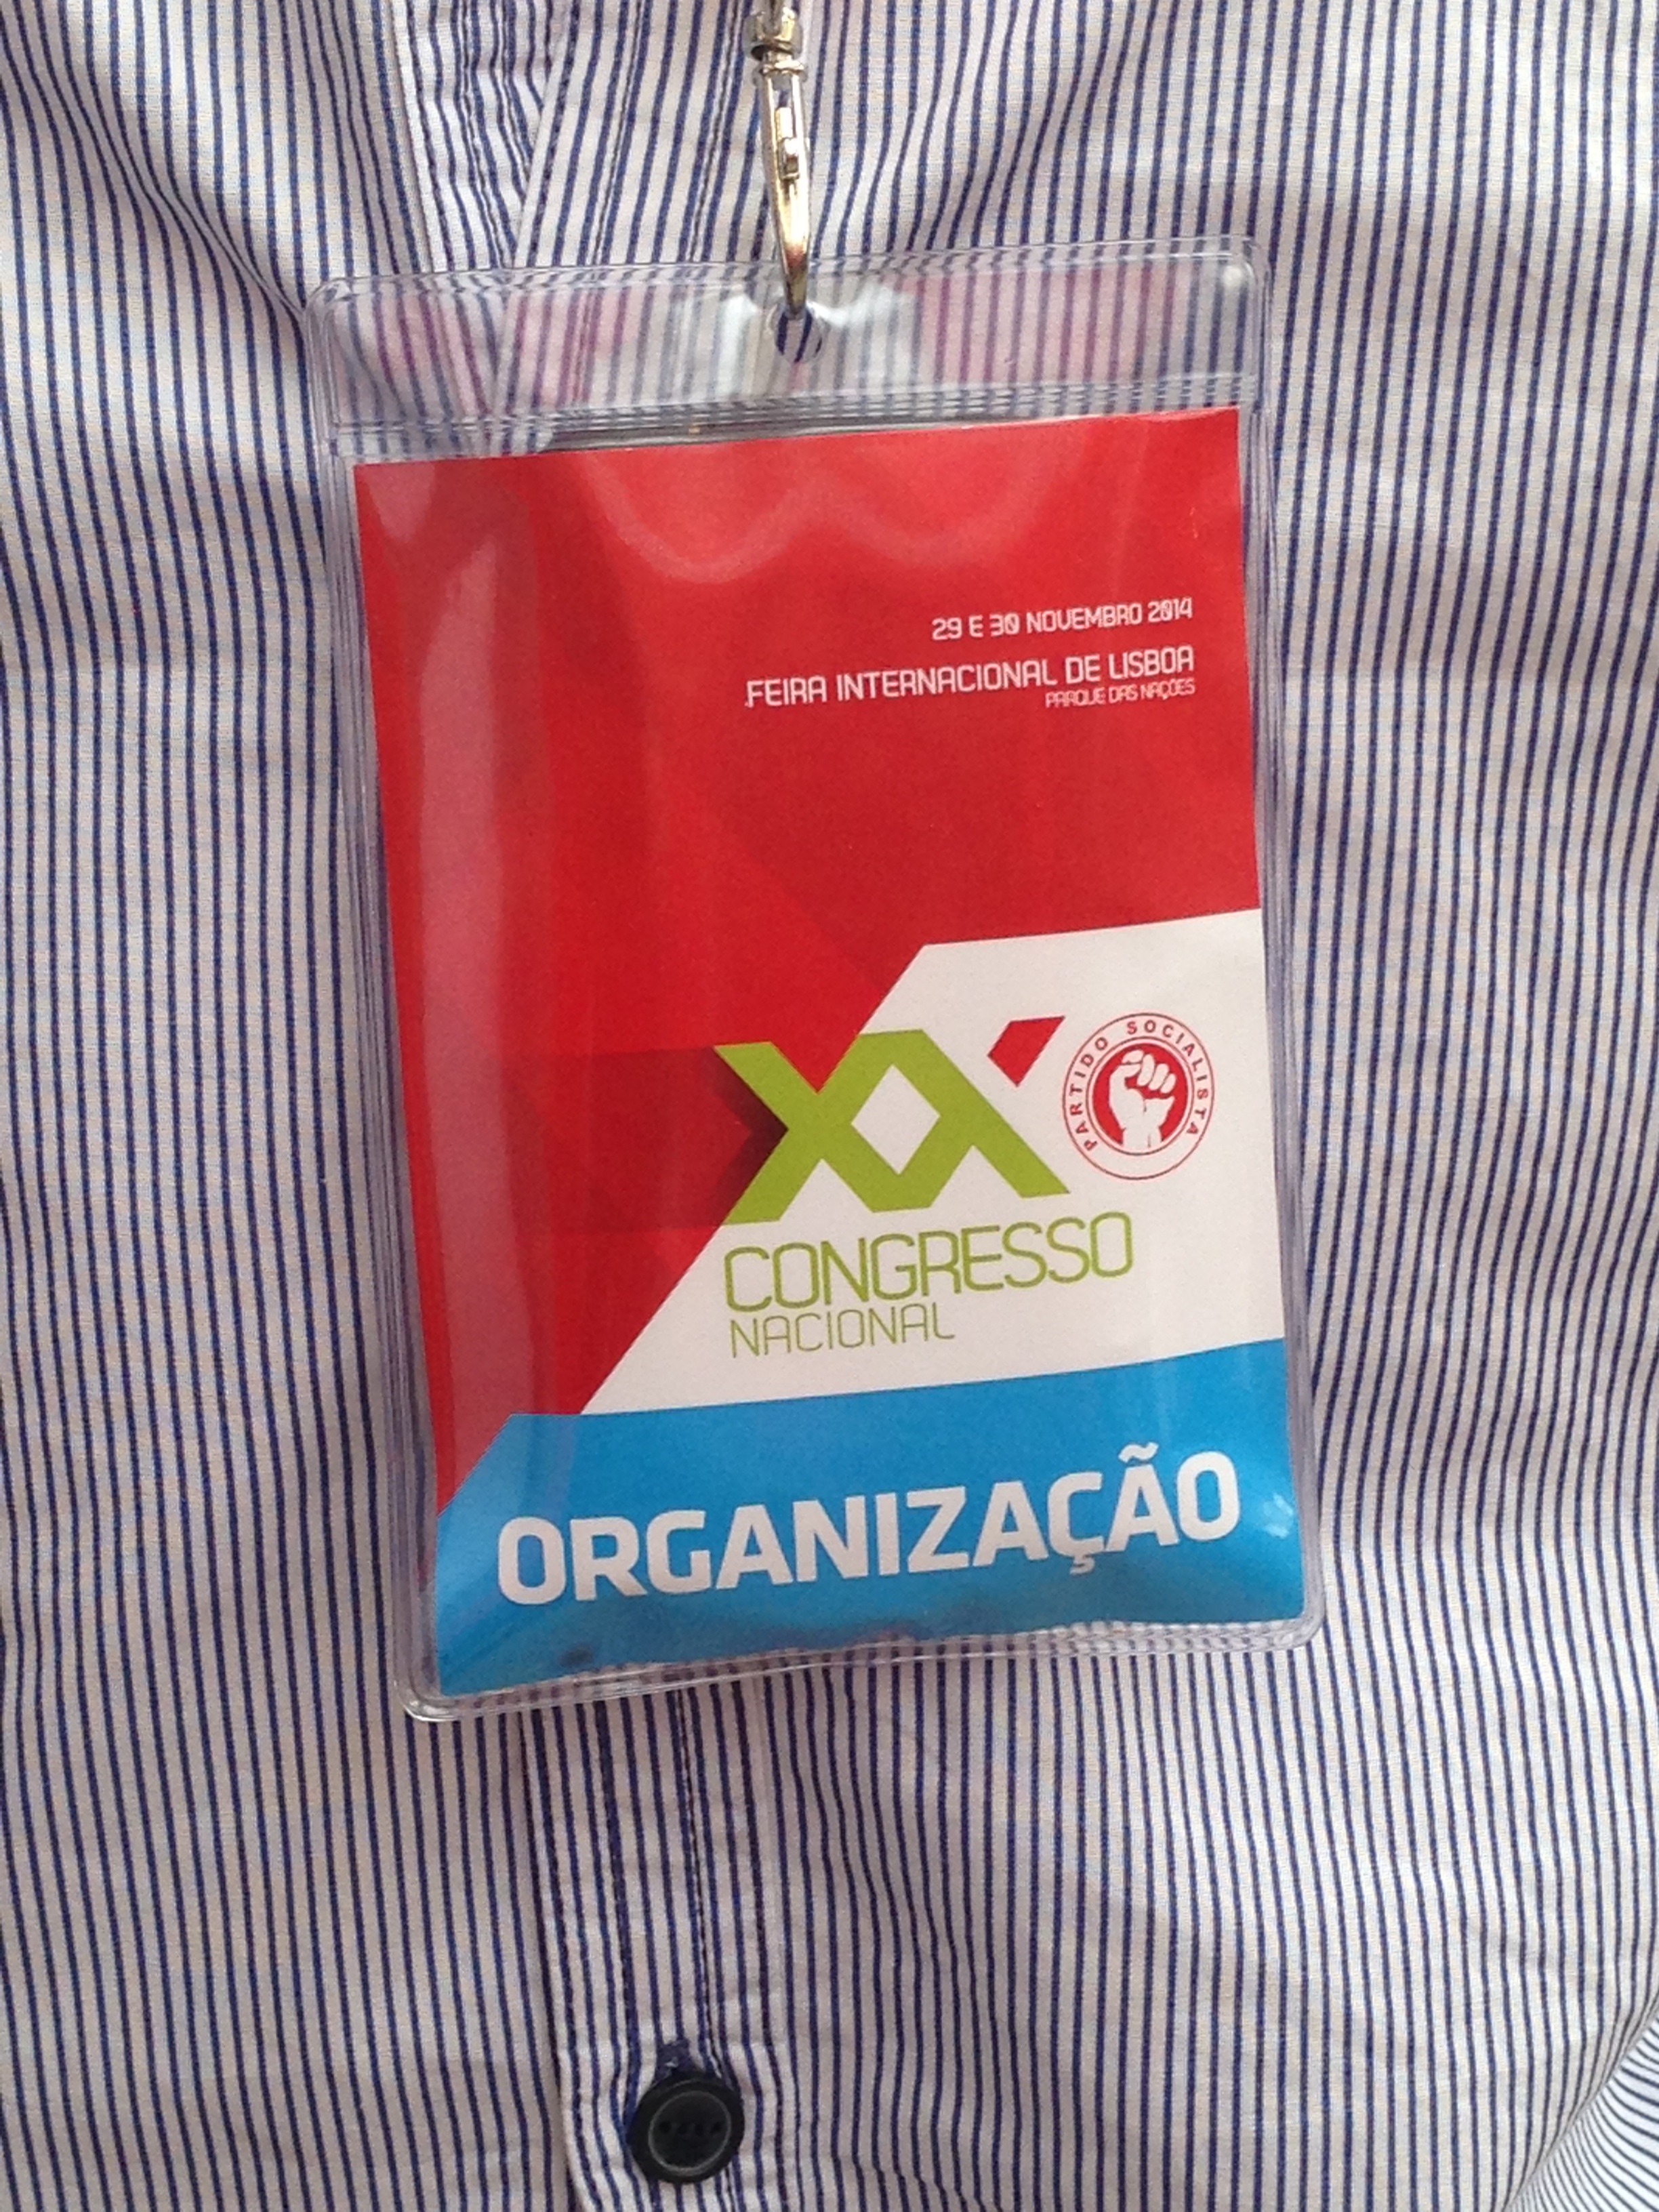 29 E 30 NOVEMBRO 2014
FEIRA INTERNACIONAL DE LISBOA
PARQUE DAS NAÇÕES
XX
PARTIDO SOCIALISTA
CONGRESSO
NACIONAL
ORGANIZAÇÃO